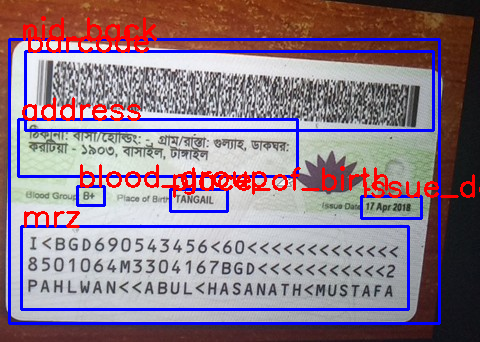 nid_back
barcode
address
ঠিকানা: বাসা/হোল্ডিং: -, গ্রাম/রাস্তা: গুল্যাহ, ডাকঘর:
করটিয়া - ১৯০৩, বাসাইল, টাঙ্গাইল
blood_group place_of_birth issue_d
Blood Group B+ Place of Birth TANGAIL Issue Date 17 Apr 2018
mrz
I<BGD690543456<60<<<<<<<<<<<<<
8501064M3304167BGD<<<<<<<<<<<2
PAHLWAN<<ABUL<HASANATH<MUSTAFA